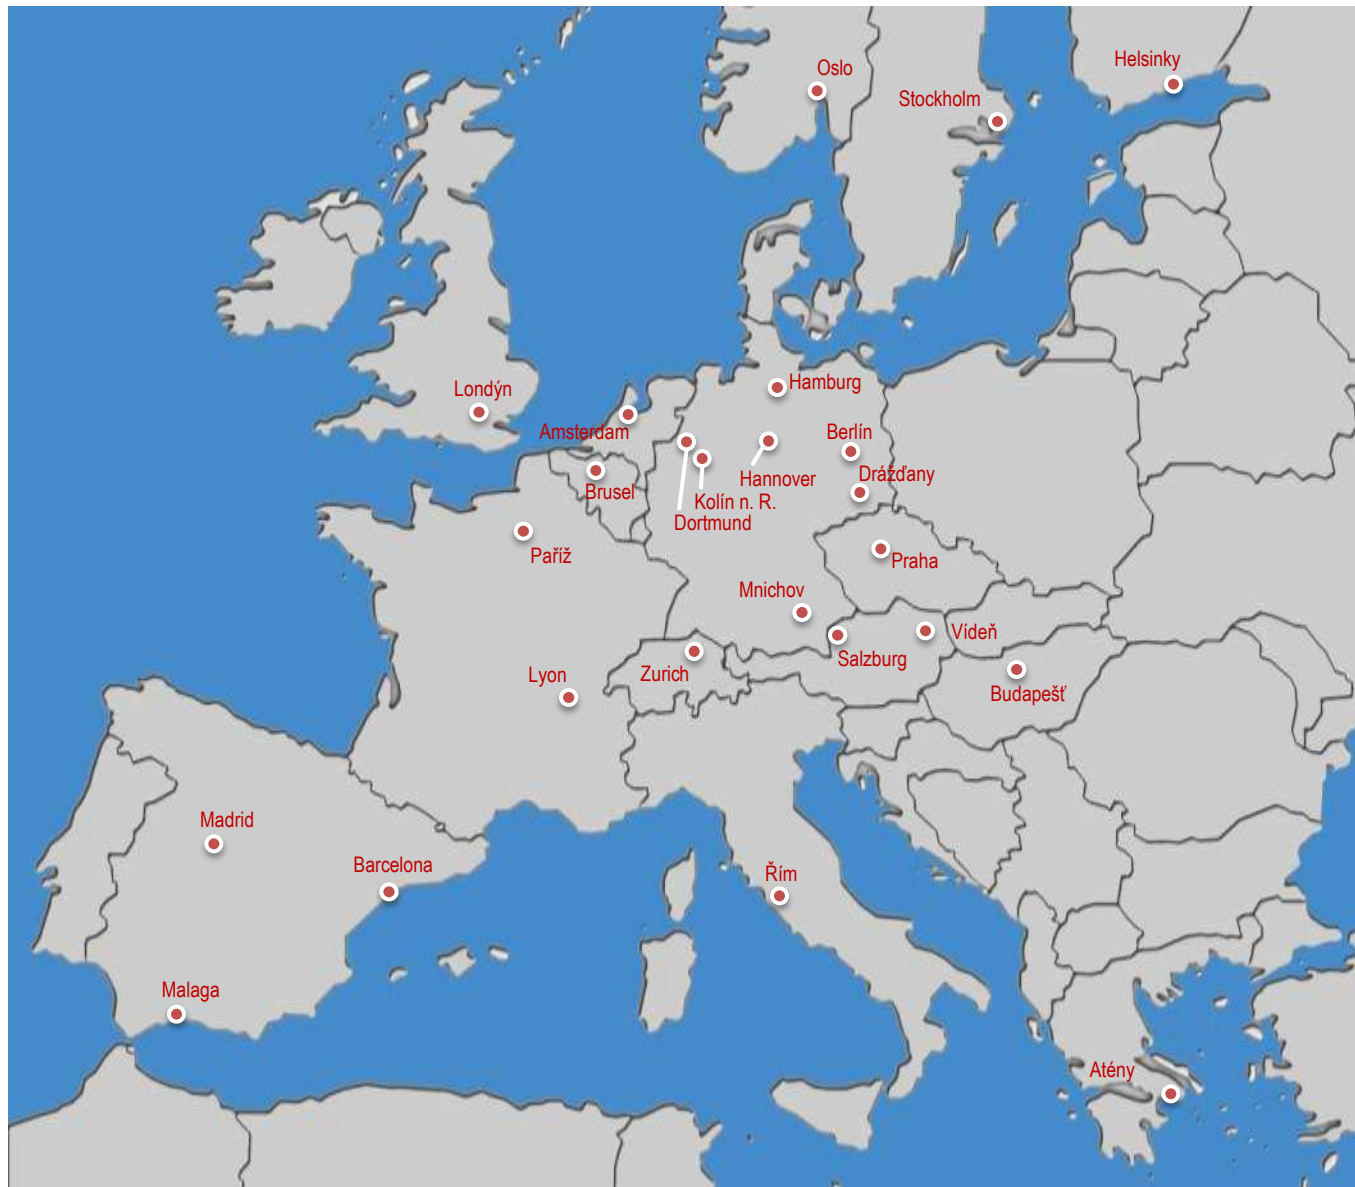 Helsinky
Oslo
Stockholm
Hamburg
Londýn
Amsterdam
Berlín
Drážďany
Hannover
Brusel
Kolín n. R.
Dortmund
Paříž
Praha
Mnichov
Vídeň
Salzburg
Zurich
Lyon
Budapešť
Madrid
Barcelona
Řím
Malaga
Atény